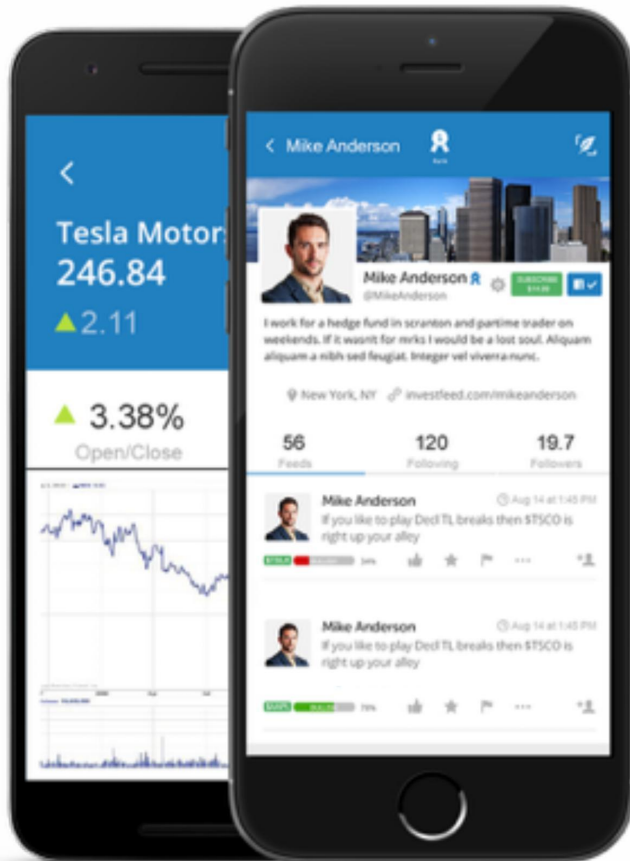 Tesla Motor
246.84
2.11
3.38%
Open/Close
Mike Anderson
Mike Anderson
@MikeAnderson
SUBSCRIBE
I work for a hedge fund in scranton and partime trader on
weekends. If it wasn't for mrks I would be a lost soul. Aliquam
aliquam a nibh sed feugiat. Integer vel viverra nunc.
New York, NY
investfeed.com/mikeanderson
56
120
19.7
Feeds
Following
Followers
Mike Anderson
Aug 14 at 1:45 PM
If you like to play Decl TL breaks then $TSCO is
right up your alley
34%
Mike Anderson
Aug 14 at 1:45 PM
If you like to play Decl TL breaks then $TSCO is
right up your alley